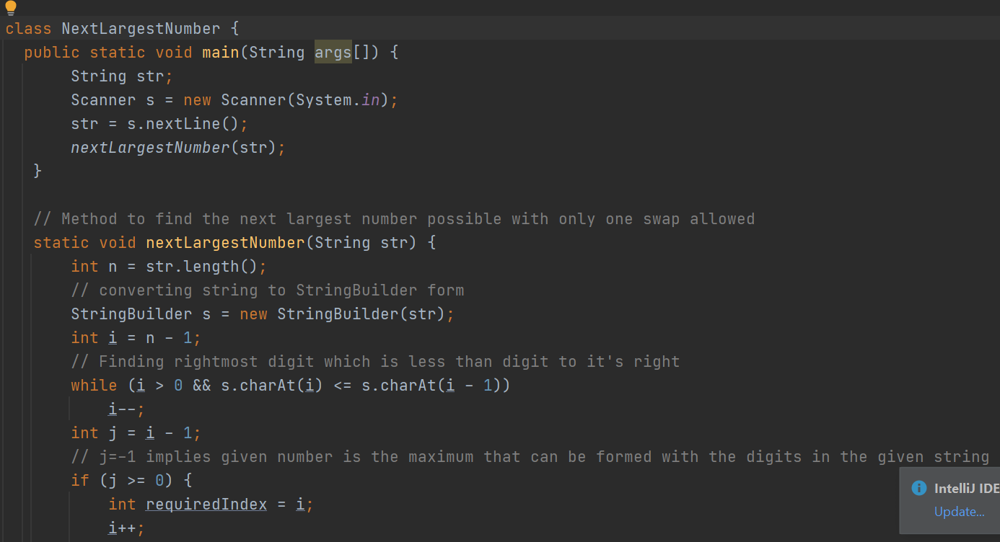 class NextLargestNumber {
public static void main(String args[]) {
String str;
Scanner s = new Scanner(System.in);
str = s.nextLine();
nextLargestNumber(str);
}
// Method to find the next largest number possible with only one swap allowed
static void nextLargestNumber(String str) {
int n = str.length();
// converting string to StringBuilder form
StringBuilder s = new StringBuilder(str);
int i = n - 1;
// Finding rightmost digit which is less than digit to it's right
while (i > 0 && s.charAt(i) <= s.charAt(i - 1))
i--;
int j = i - 1;
// j=-1 implies given number is the maximum that can be formed with the digits in the given string
if (j >= 0) {
int requiredIndex = i;
i++;
IntelliJ IDE
Update...